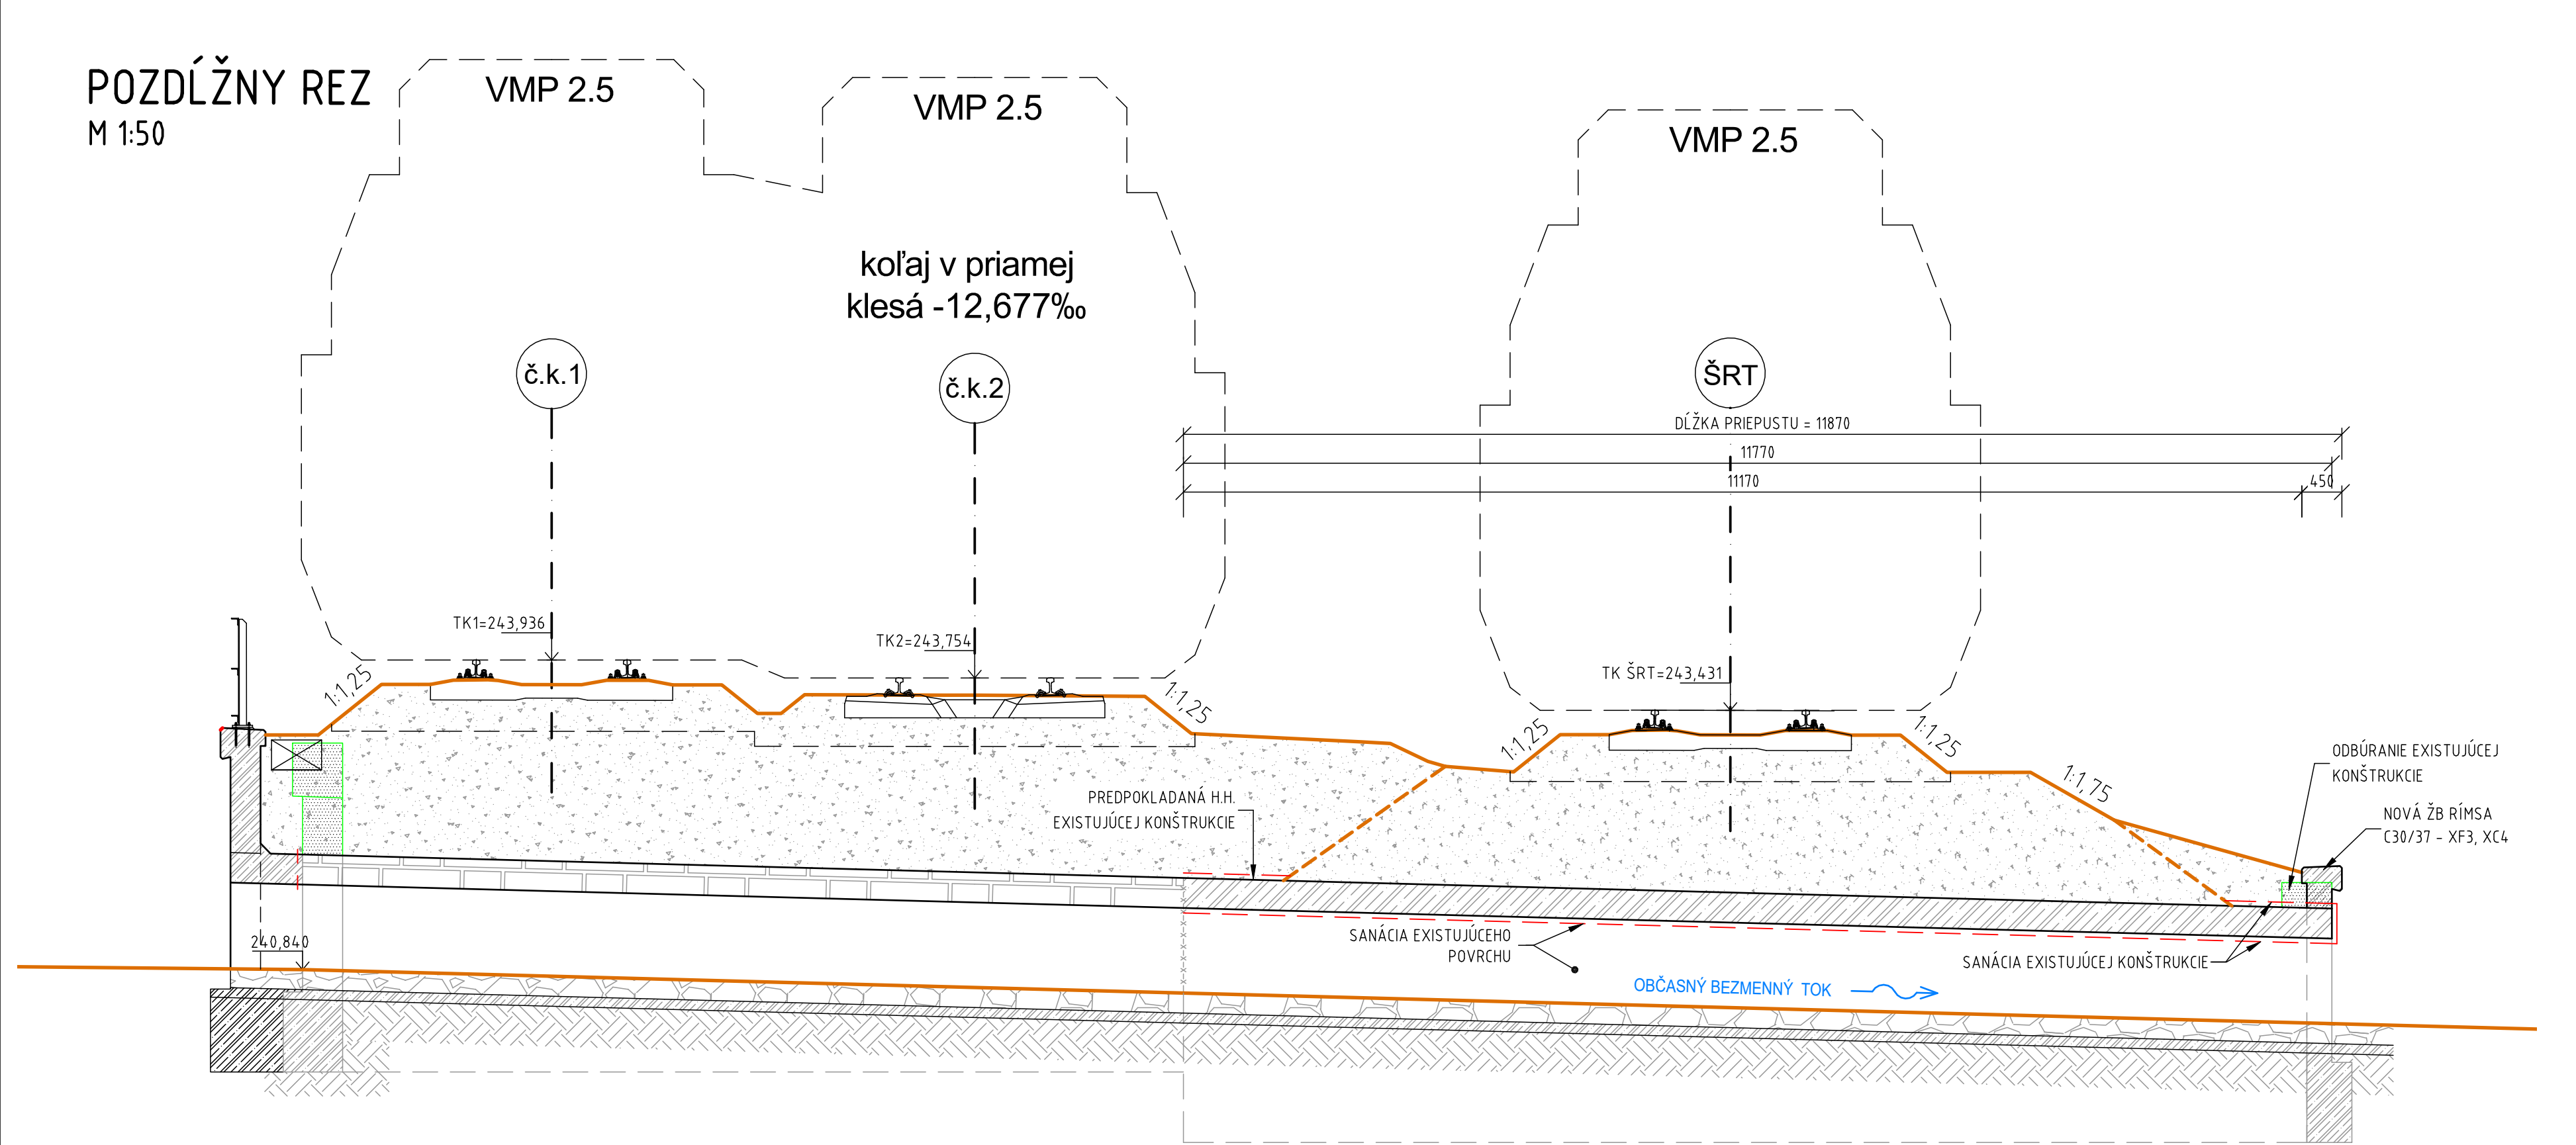 POZDĹŽNY REZ
M 1:50
VMP 2.5
VMP 2.5
VMP 2.5
koľaj v priamej
klesá -12,677‰
č.k.1
č.k.2
ŠRT
DĹŽKA PRIEPUSTU = 11870
11770
11170
450
TK1=243,936
TK2=243,754
TK ŠRT=243,431
1:1,25
1:1,25
1:1,25
1:1,25
1:1,75
ODBÚRANIE EXISTUJÚCEJ
KONŠTRUKCIE
NOVÁ ŽB RÍMSA
C30/37 - XF3, XC4
PREDPOKLADANÁ H.H.
EXISTUJÚCEJ KONŠTRUKCIE
240,840
SANÁCIA EXISTUJÚCEHO
POVRCHU
SANÁCIA EXISTUJÚCEJ KONŠTRUKCIE
OBČASNÝ BEZMENNÝ TOK